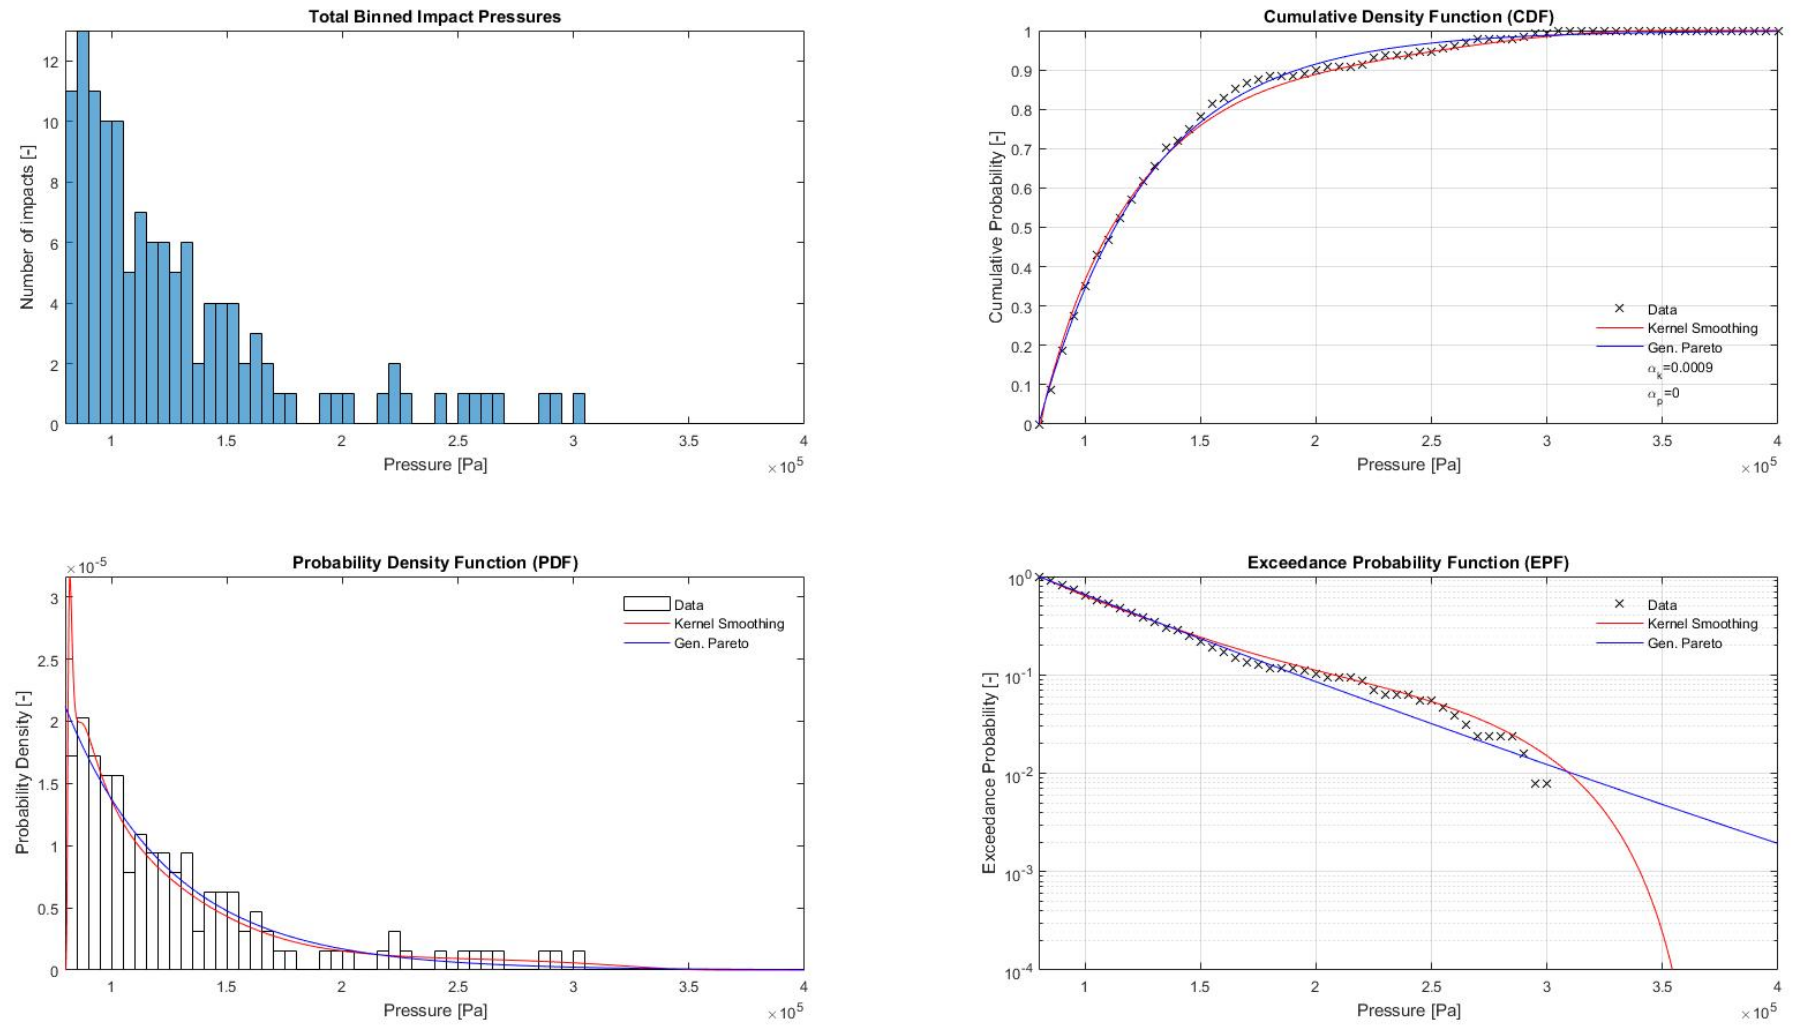 Total Binned Impact Pressures
Number of impacts [-]
12
10
8
6
4
2
0
1
1.5
2
2.5
3
3.5
4
×10^5
Pressure [Pa]
Cumulative Density Function (CDF)
Cumulative Probability [-]
1
0.9
0.8
0.7
0.6
0.5
0.4
0.3
0.2
0.1
0
Data
Kernel Smoothing
Gen. Pareto
α_k=0.0009
α_p=0
1
1.5
2
2.5
3
3.5
4
×10^5
Pressure [Pa]
Probability Density Function (PDF)
×10^-5
Probability Density [-]
3
2.5
2
1.5
1
0.5
0
Data
Kernel Smoothing
Gen. Pareto
1
1.5
2
2.5
3
3.5
4
×10^5
Pressure [Pa]
Exceedance Probability Function (EPF)
Exceedance Probability [-]
10^0
10^-1
10^-2
10^-3
10^-4
Data
Kernel Smoothing
Gen. Pareto
1
1.5
2
2.5
3
3.5
4
×10^5
Pressure [Pa]